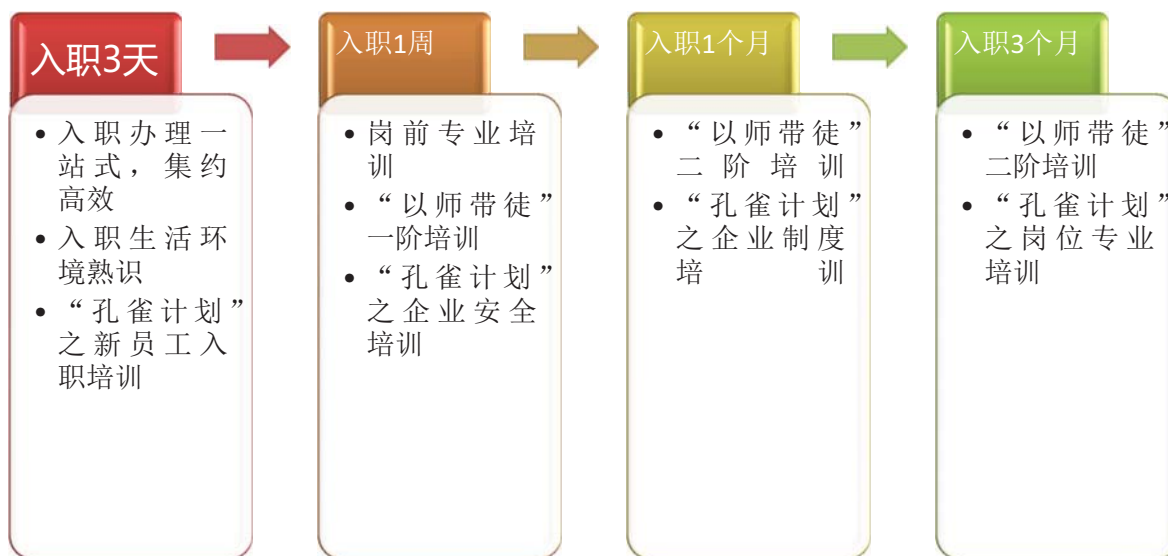 入职3天
入职办理一
站式，集约
高效
入职生活环
境熟识
“孔雀计划”
之新员工入
职培训
入职1周
岗前专业培
训
“以师带徒”
一阶培训
“孔雀计划”
之企业安全
培训
入职1个月
“以师带徒”
二阶培训
“孔雀计划”
之企业制度
培训
入职3个月
“以师带徒”
二阶培训
“孔雀计划”
之岗位专业
培训